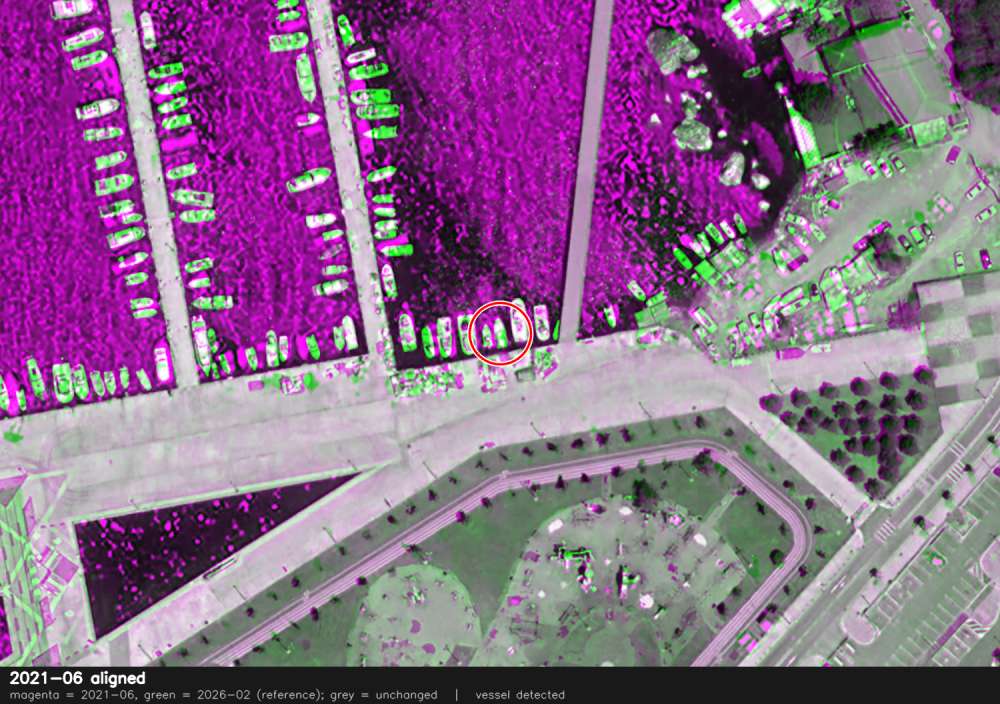 2021-06 aligned
magenta = 2021-06, green = 2026-02 (reference); grey = unchanged | vessel detected